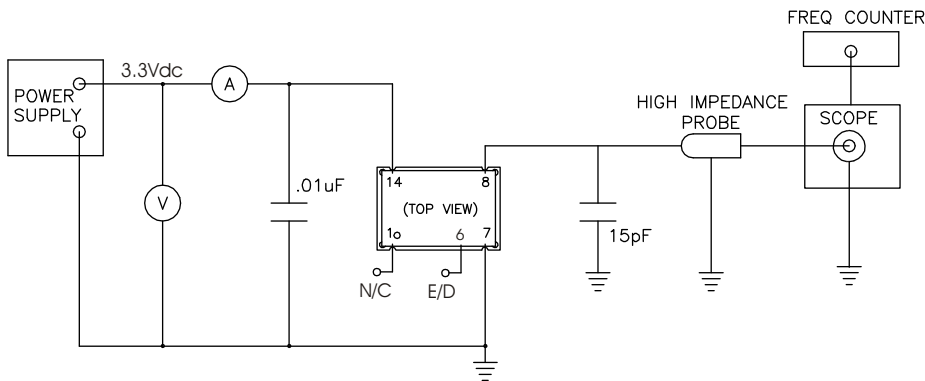 FREQ COUNTER
3.3Vdc
A
POWER
SUPPLY
HIGH IMPEDANCE
PROBE
SCOPE
14
8
.01uF
(TOP VIEW)
V
1
6
7
15pF
N/C
E/D